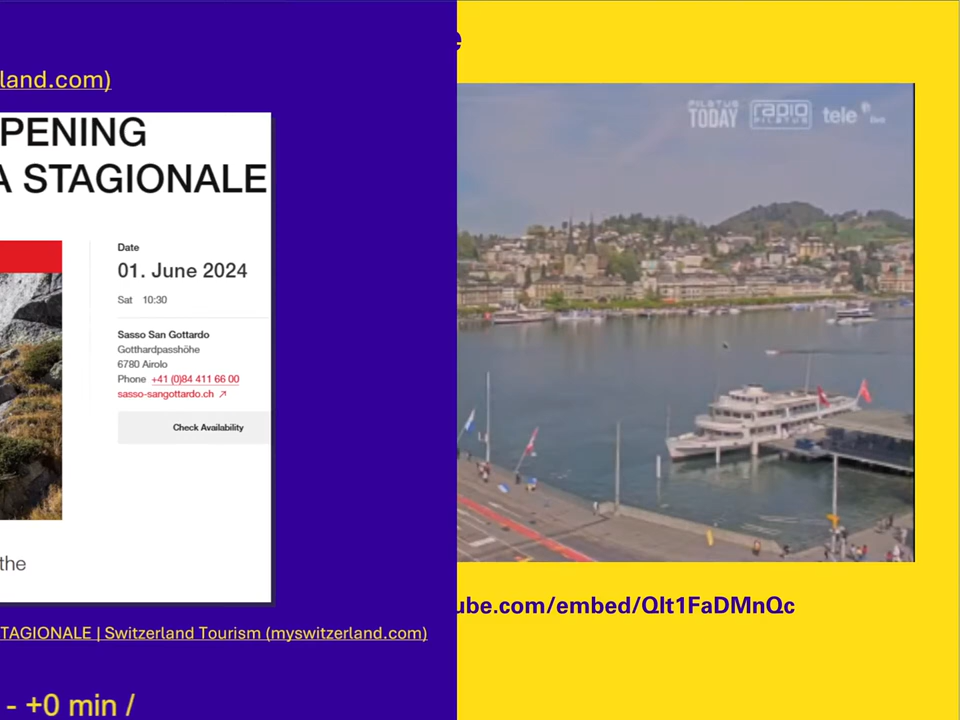 e
land.com)
PENING
A STAGIONALE
Date
01. June 2024
Sat 10:30
Sasso San Gottardo
Gotthardpasshöhe
6780 Airolo
Phone +41 (0)84 411 66 00
sasso-sangottardo.ch ↗
Check Availability
the
TAGIONALE | Switzerland Tourism (myswitzerland.com)
- +0 min /
PILATUS
TODAY
radio
PILATUS
tele
live
ube.com/embed/Qlt1FaDMnQc